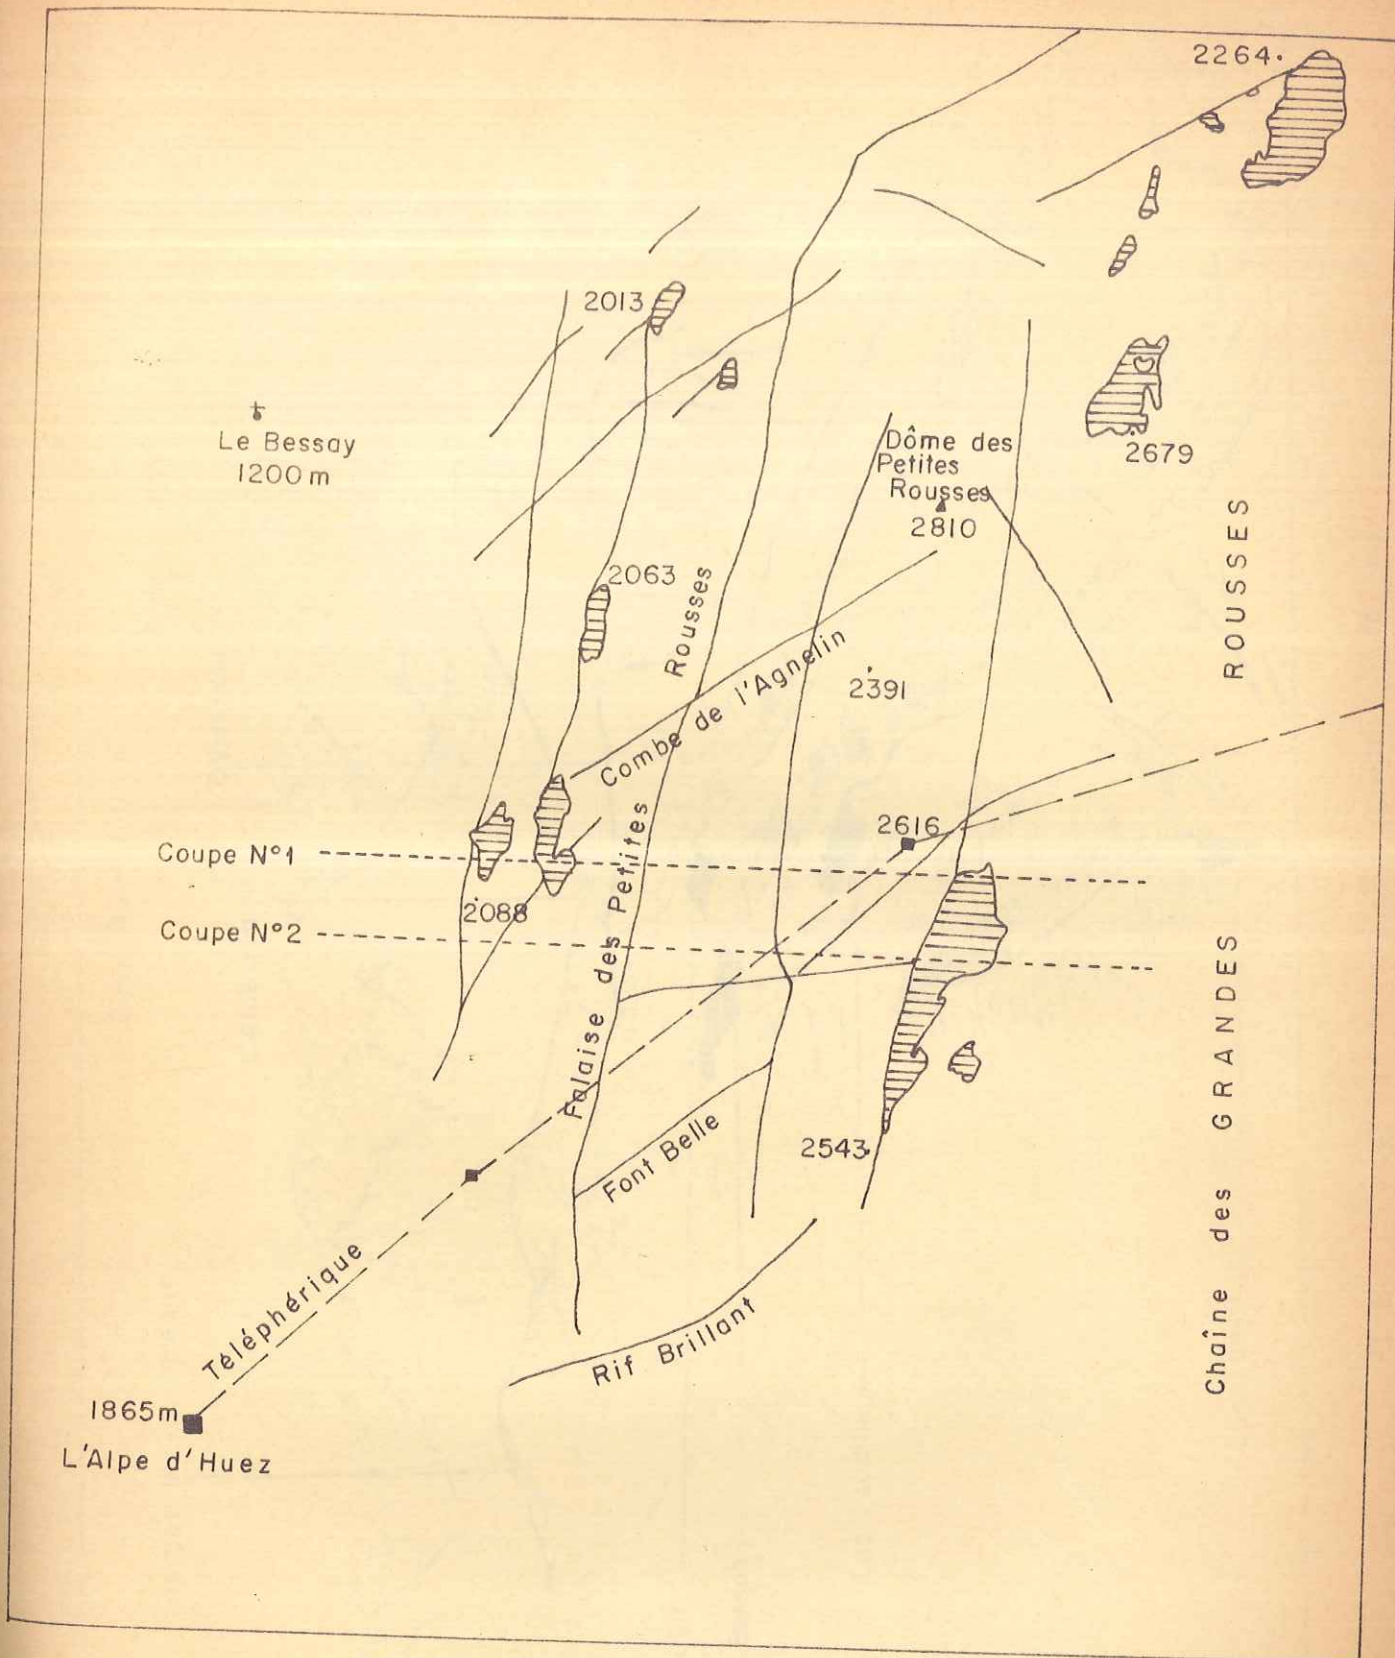 2264.
2013
Le Bessay
1200 m
Dôme des
Petites
Rousses
2810
2679
2063
Falaise des Petites Rousses
Combe de l'Agnelin
2391
Chaîne des GRANDES ROUSSES
2616
Coupe N°1
2088
Coupe N°2
2543
Font Belle
Téléphérique
Rif Brillant
1865m
L'Alpe d'Huez